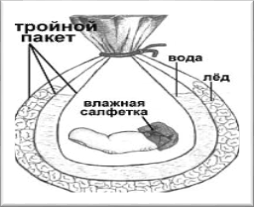 тройной
пакет
вода
лёд
влажная
салфетка